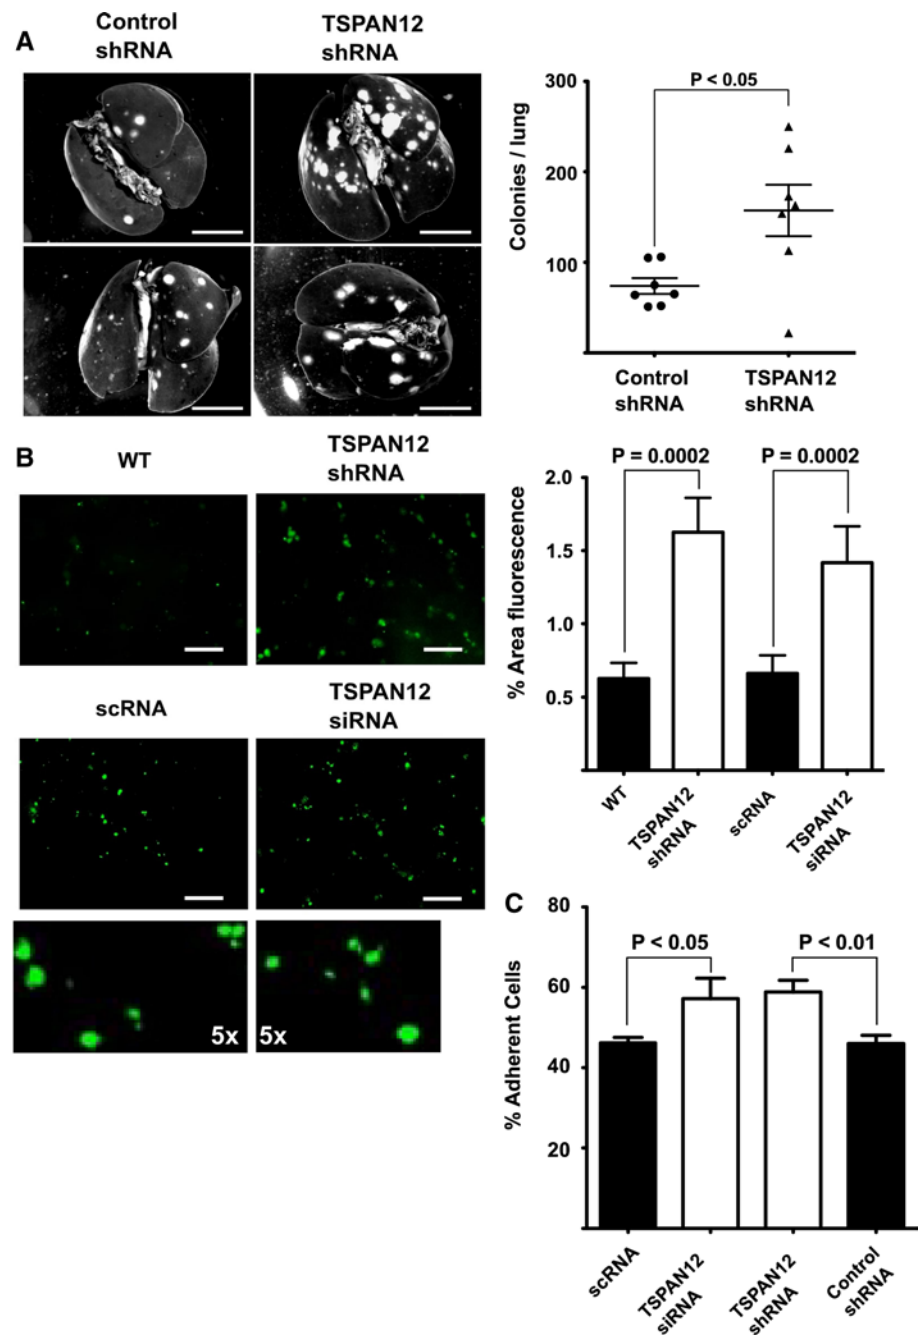 A
Control
shRNA
TSPAN12
shRNA
P < 0.05
Colonies / lung
300
200
100
Control
shRNA
TSPAN12
shRNA
B
WT
TSPAN12
shRNA
scRNA
TSPAN12
siRNA
5x
5x
P = 0.0002
P = 0.0002
% Area fluorescence
2.0
1.5
1.0
0.5
WT
TSPAN12
shRNA
scRNA
TSPAN12
siRNA
C
P < 0.05
P < 0.01
% Adherent Cells
80
60
40
20
scRNA
TSPAN12
siRNA
TSPAN12
shRNA
Control
shRNA